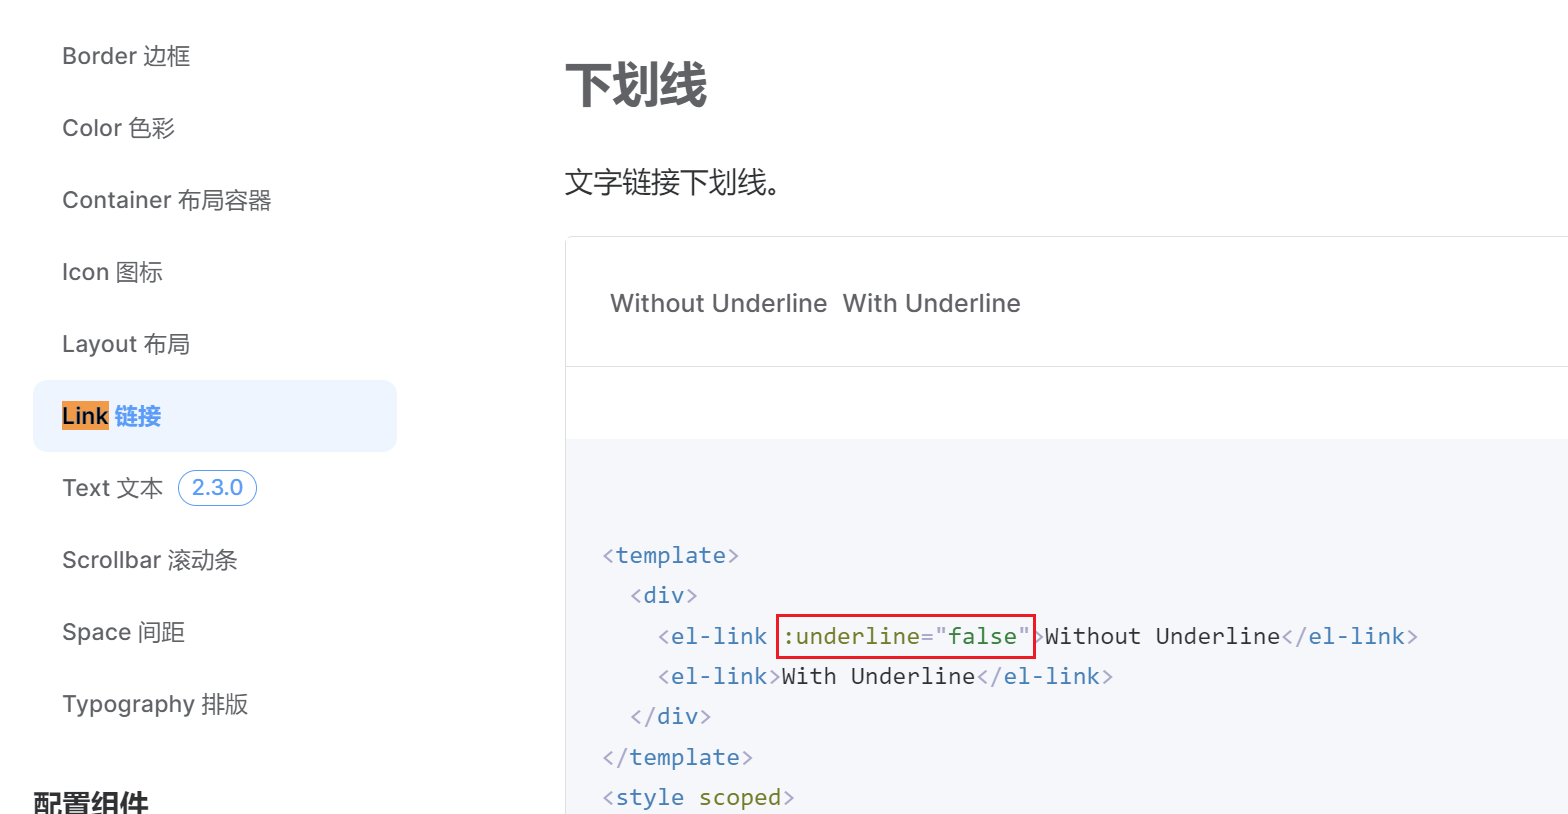 Border 边框
Color 色彩
Container 布局容器
Icon 图标
Layout 布局
Link 链接
Text 文本 2.3.0
Scrollbar 滚动条
Space 间距
Typography 排版
配置组件
下划线
文字链接下划线。
Without Underline With Underline
<template>
  <div>
    <el-link :underline="false">Without Underline</el-link>
    <el-link>With Underline</el-link>
  </div>
</template>
<style scoped>